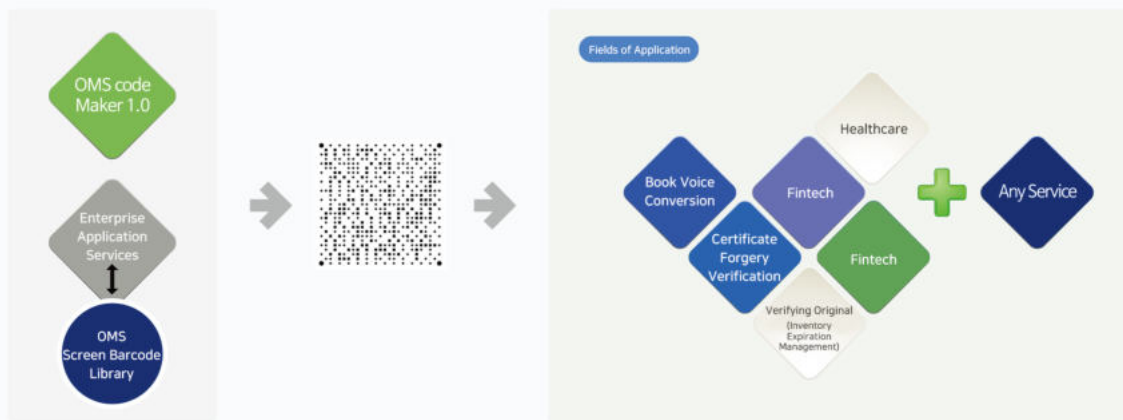 OMS code
Maker 1.0
Enterprise
Application
Services
OMS
Screen Barcode
Library
Fields of Application
Healthcare
Book Voice
Conversion
Fintech
Any Service
Certificate
Forgery
Verification
Fintech
Verifying Original
(Inventory
Expiration
Management)